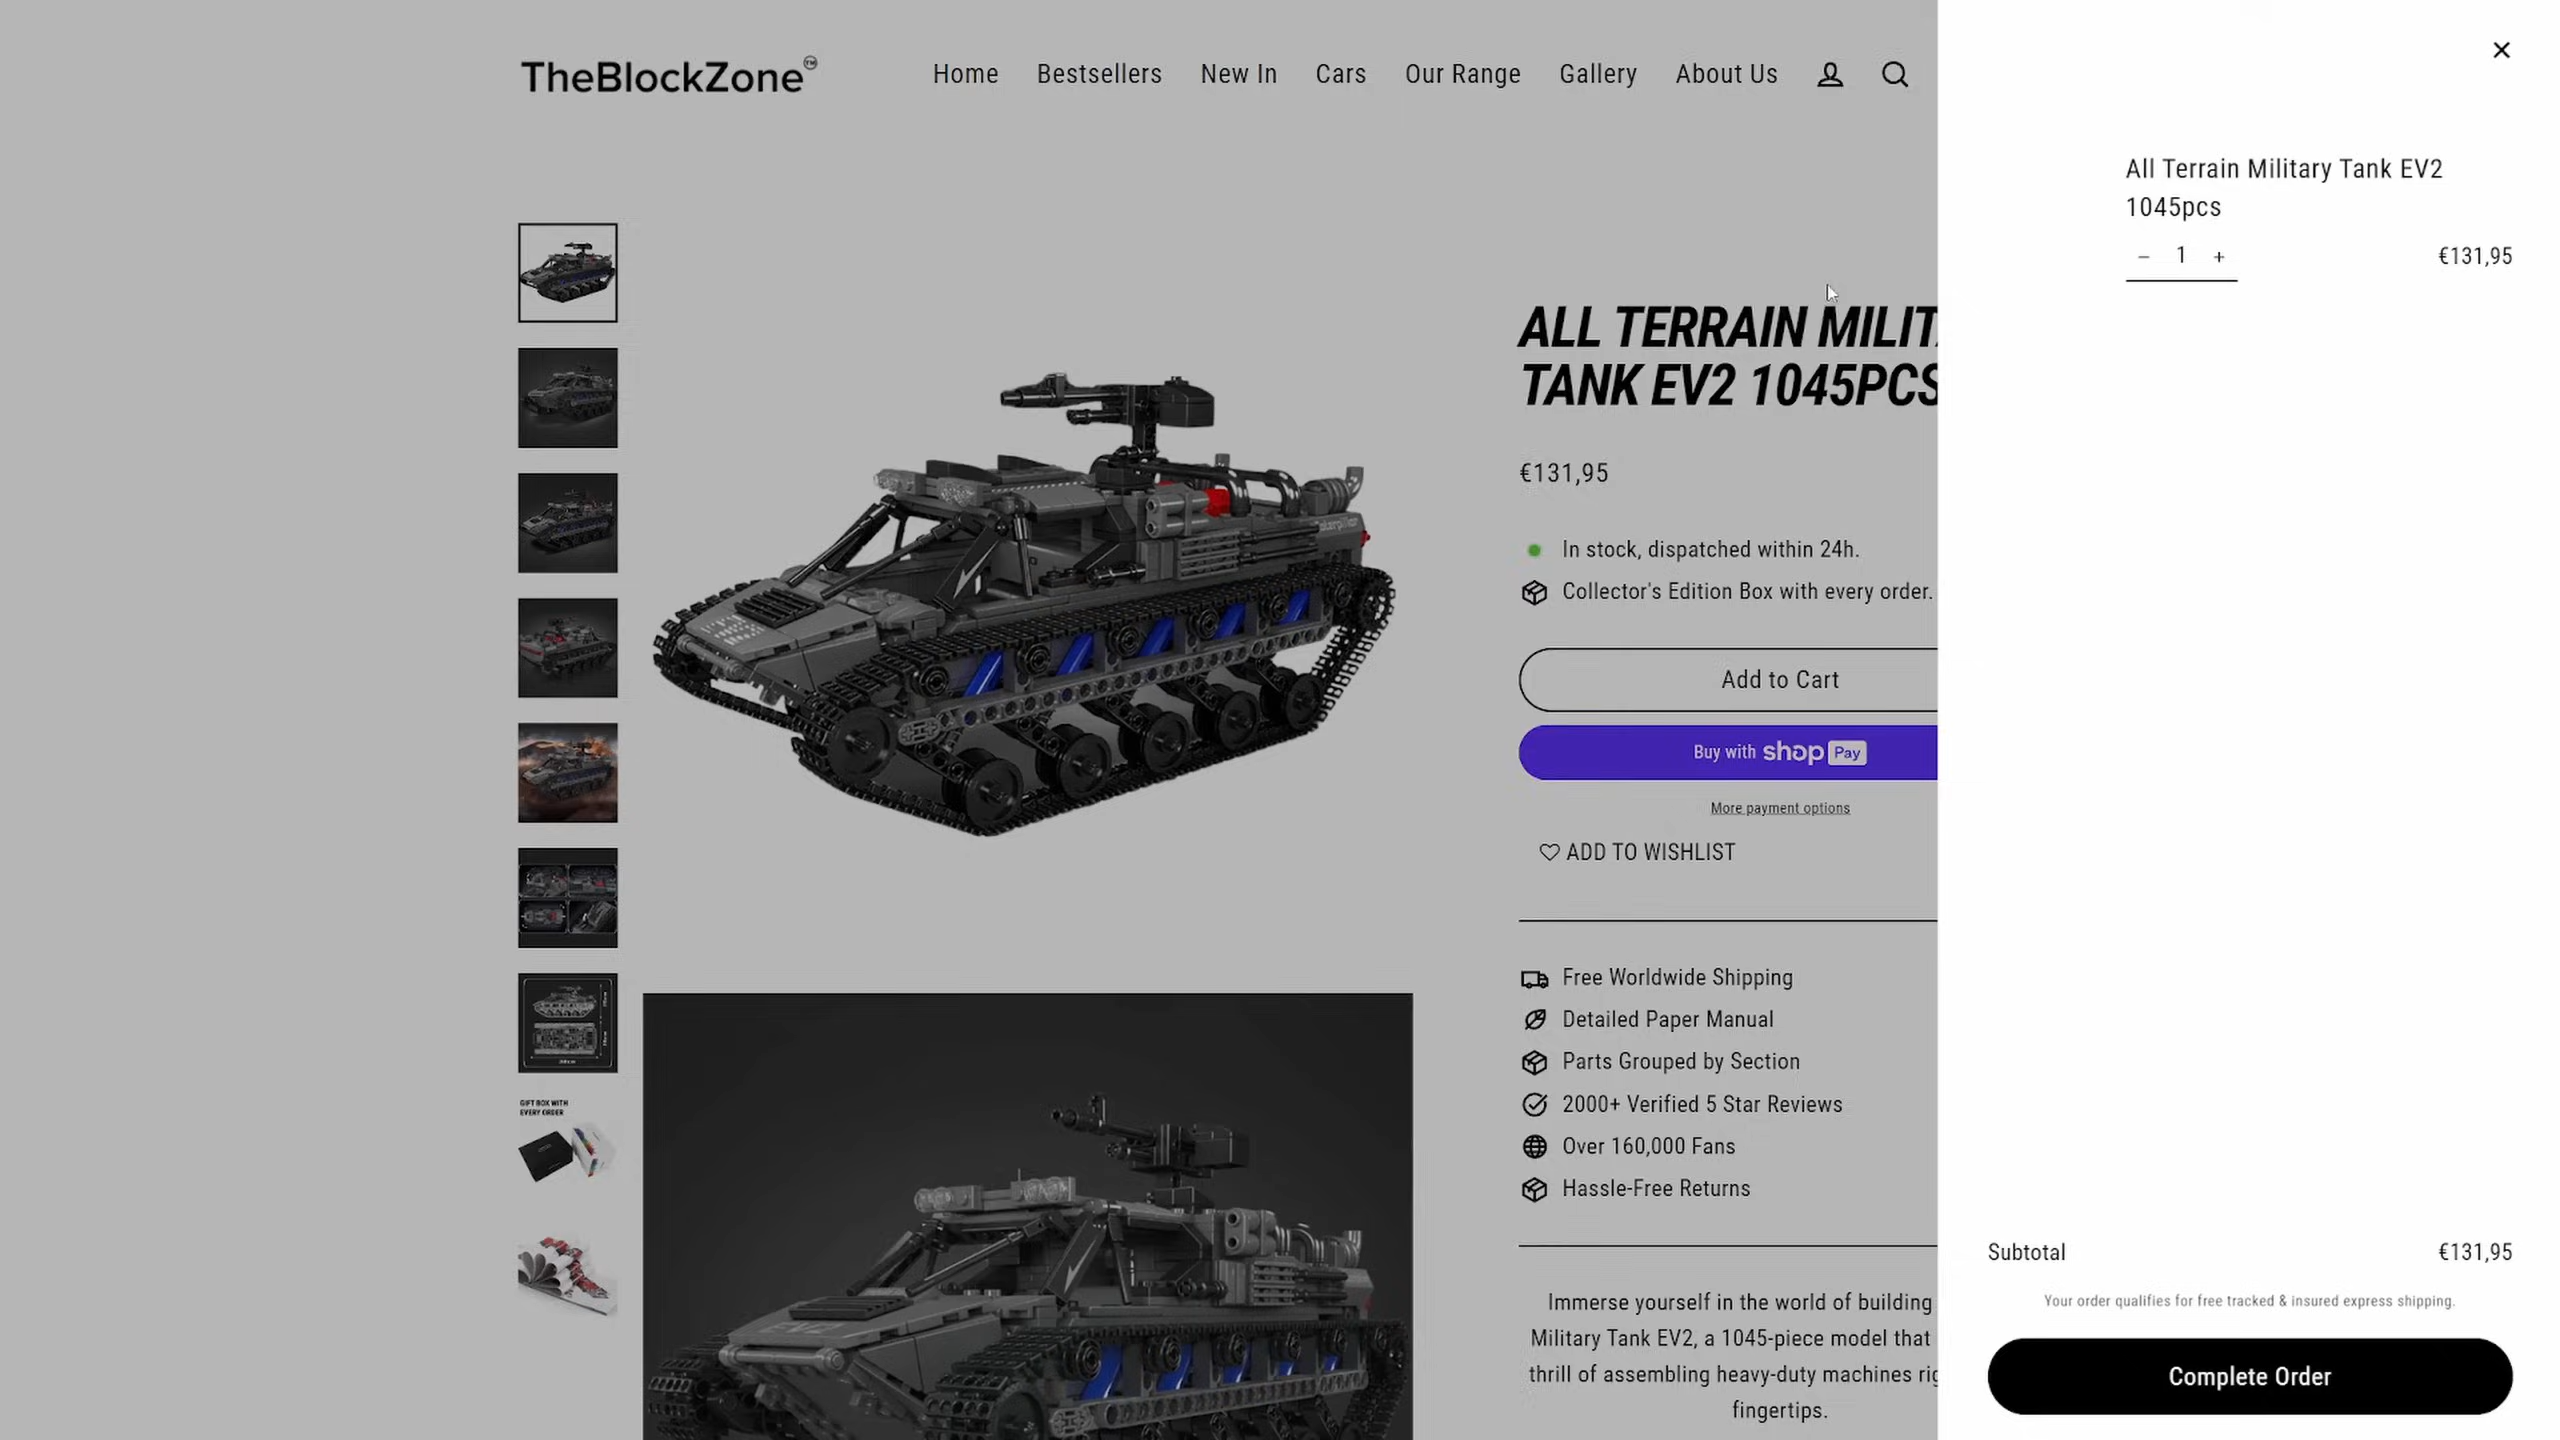 TheBlockZone™
Home
Bestsellers
New In
Cars
Our Range
Gallery
About Us
GIFT BOX WITH
EVERY ORDER
ALL TERRAIN MILIT
TANK EV2 1045PCS
€131,95
In stock, dispatched within 24h.
Collector's Edition Box with every order.
Add to Cart
Buy with shop Pay
More payment options
ADD TO WISHLIST
Free Worldwide Shipping
Detailed Paper Manual
Parts Grouped by Section
2000+ Verified 5 Star Reviews
Over 160,000 Fans
Hassle-Free Returns
Immerse yourself in the world of building
Military Tank EV2, a 1045-piece model that
thrill of assembling heavy-duty machines rig
fingertips.
All Terrain Military Tank EV2
1045pcs
− 1 +
€131,95
Subtotal
€131,95
Your order qualifies for free tracked & insured express shipping.
Complete Order